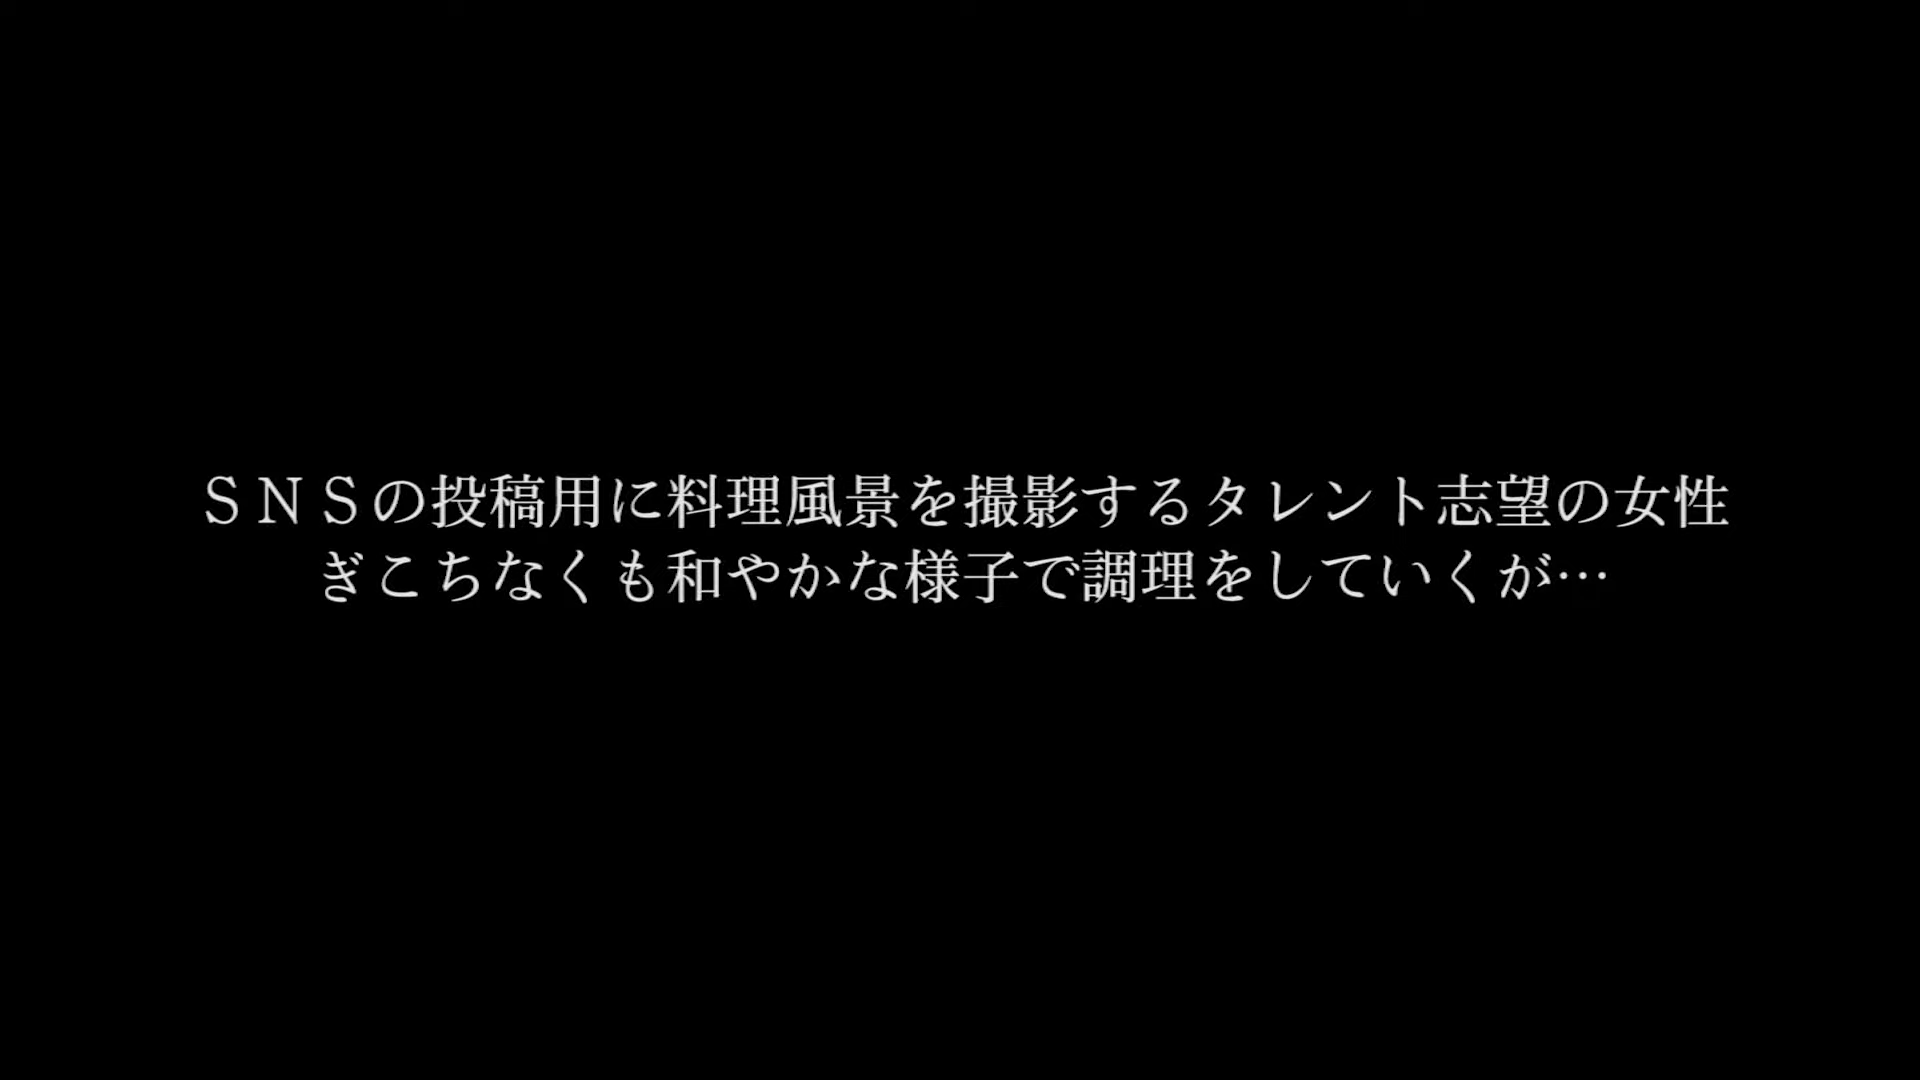 ＳＮＳの投稿用に料理風景を撮影するタレント志望の女性
ぎこちなくも和やかな様子で調理をしていくが…